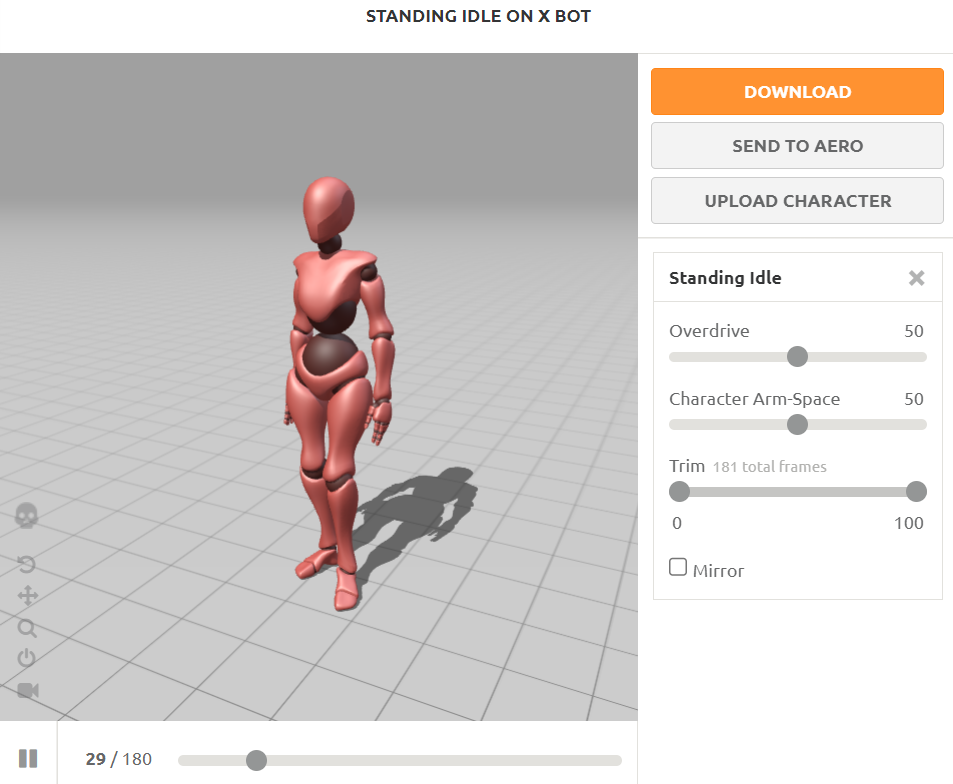 STANDING IDLE ON X BOT
DOWNLOAD
SEND TO AERO
UPLOAD CHARACTER
Standing Idle
Overdrive 50
Character Arm-Space 50
Trim 181 total frames
0 100
Mirror
29 / 180